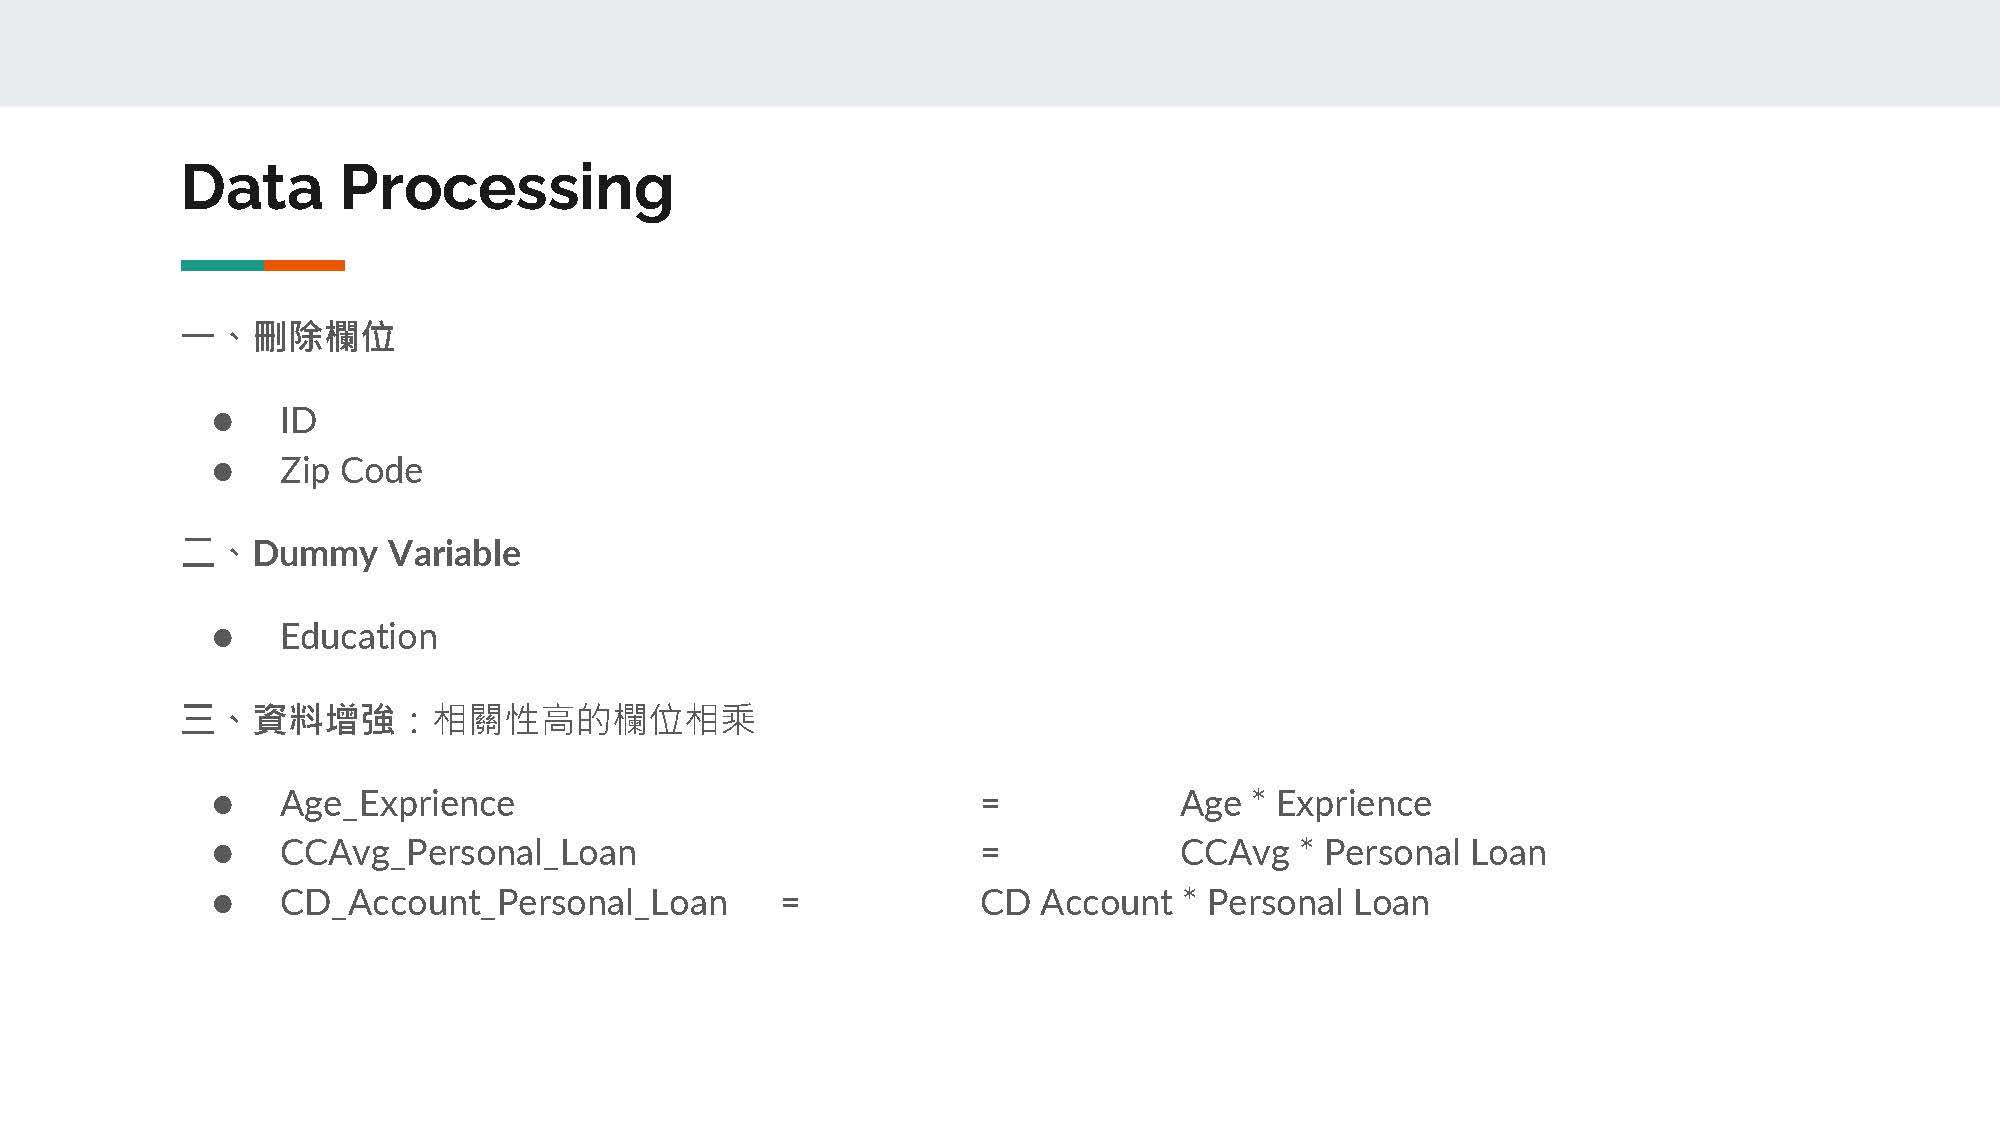 Data Processing
一、刪除欄位
● ID
● Zip Code
二、Dummy Variable
● Education
三、資料增強：相關性高的欄位相乘
● Age_Exprience = Age * Exprience
● CCAvg_Personal_Loan = CCAvg * Personal Loan
● CD_Account_Personal_Loan = CD Account * Personal Loan